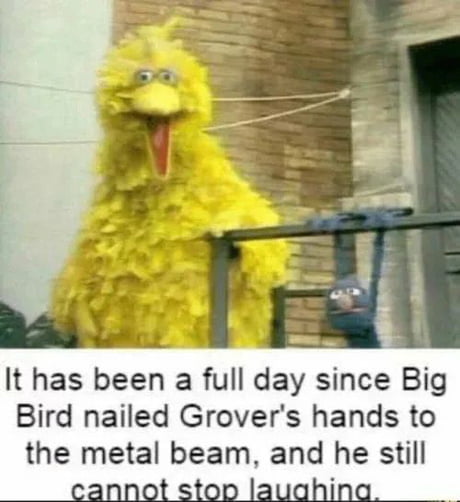 It has been a full day since Big
Bird nailed Grover's hands to
the metal beam, and he still
cannot stop laughing.